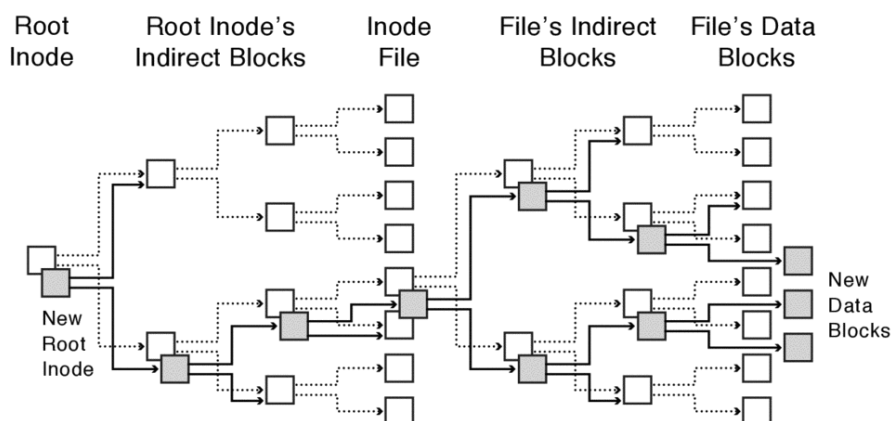 Root
Inode
Root Inode's
Indirect Blocks
Inode
File
File's Indirect
Blocks
File's Data
Blocks
New
Root
Inode
New
Data
Blocks